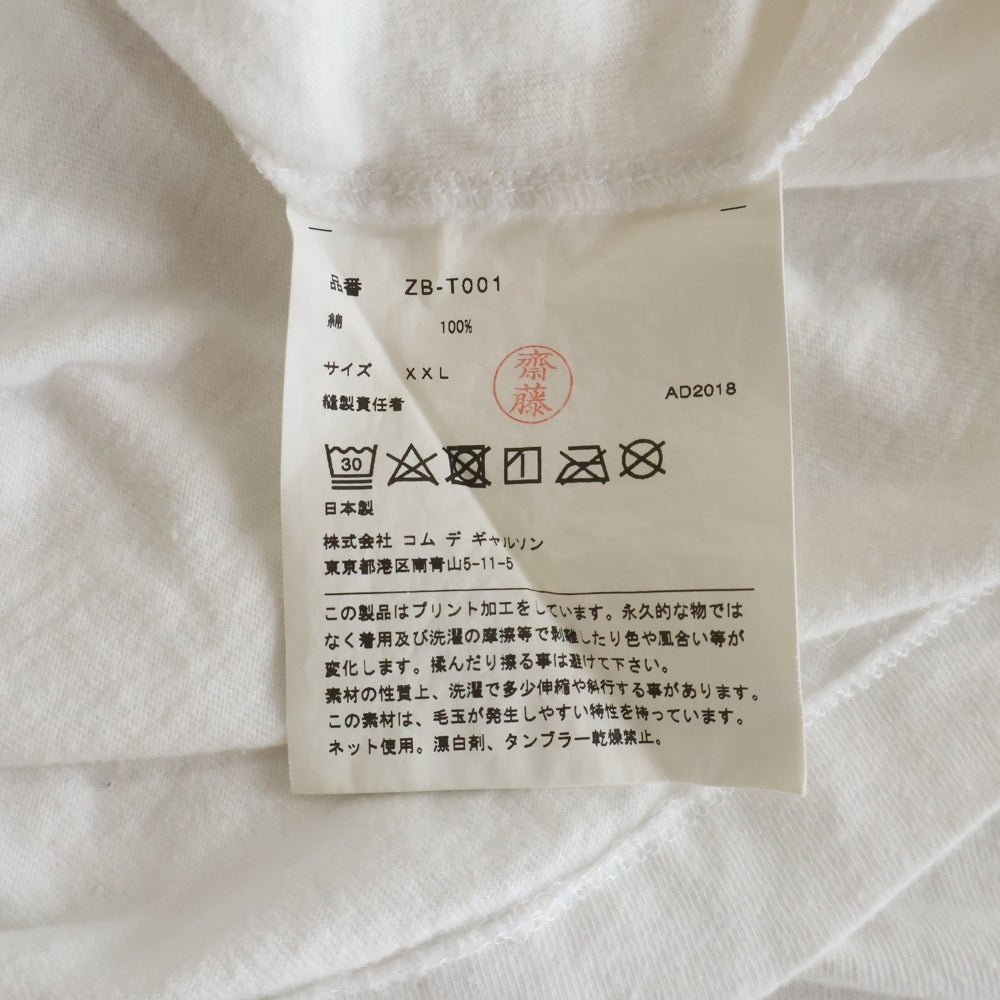 品番 ZB-T001
綿 100%
サイズ XXL
縫製責任者 齋藤 AD2018
30
日本製
株式会社 コム デ ギャルソン
東京都港区南青山5-11-5
この製品はプリント加工をしています。永久的な物では
なく着用及び洗濯の摩擦等で剥離したり色や風合い等が
変化します。揉んだり擦る事は避けて下さい。
素材の性質上、洗濯で多少伸縮や斜行する事があります。
この素材は、毛玉が発生しやすい特性を持っています。
ネット使用。漂白剤、タンブラー乾燥禁止。